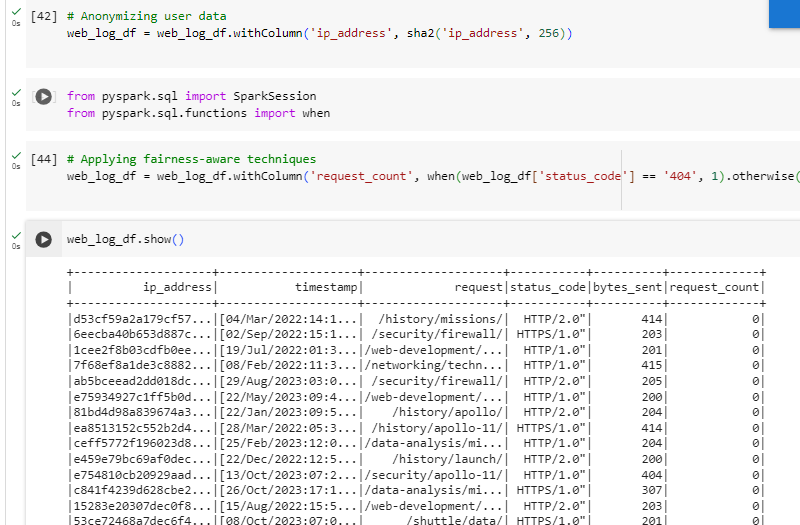 [42] # Anonymizing user data
web_log_df = web_log_df.withColumn('ip_address', sha2('ip_address', 256))
0s
from pyspark.sql import SparkSession
from pyspark.sql.functions import when
0s
[44] # Applying fairness-aware techniques
web_log_df = web_log_df.withColumn('request_count', when(web_log_df['status_code'] == '404', 1).otherwise(
0s
web_log_df.show()
0s
+-------------------+-------------------+-------------------+----------+----------+-------------+
|         ip_address|          timestamp|            request|status_code|bytes_sent|request_count|
+-------------------+-------------------+-------------------+----------+----------+-------------+
|d53cf59a2a179cf57...|[04/Mar/2022:14:1...| /history/missions/| HTTP/2.0"| 414| 0|
|6eecba40b653d887c...|[02/Sep/2022:15:1...| /security/firewall/| HTTPS/1.0"| 203| 0|
|1cee2f8b03cdfb0ee...|[19/Jul/2022:01:3...|/web-development/...| HTTP/1.0"| 201| 0|
|7f68ef8a1de3c8882...|[08/Feb/2022:11:3...|/networking/techn...| HTTP/1.0"| 415| 0|
|ab5bceead2dd018dc...|[29/Aug/2023:03:0...| /security/firewall/| HTTP/2.0"| 205| 0|
|e75934927c1ff5b0d...|[22/May/2023:09:4...|/web-development/...| HTTP/1.0"| 200| 0|
|81bd4d98a839674a3...|[22/Jan/2023:09:5...| /history/apollo/| HTTP/2.0"| 204| 0|
|ea8513152c552b2d4...|[28/Mar/2022:05:3...| /history/apollo-11/| HTTPS/1.0"| 414| 0|
|ceff5772f196023d8...|[25/Feb/2023:12:0...|/data-analysis/mi...| HTTP/1.0"| 204| 0|
|e459e79bc69af0dec...|[22/Dec/2022:12:5...| /history/launch/| HTTP/2.0"| 200| 0|
|e754810cb20929aad...|[13/Oct/2023:07:2...|/security/apollo-11/| HTTP/1.0"| 404| 0|
|c841f4239d628cbe2...|[26/Oct/2023:17:1...|/data-analysis/mi...| HTTPS/1.0"| 307| 0|
|15283e20307dec0f8...|[15/Aug/2022:15:5...|/web-development/...| HTTP/2.0"| 203| 0|
|53ce72468a7dec6f4...|[08/Oct/2023:07:0...| /shuttle/data/| HTTPS/1.0"| 201| 0|